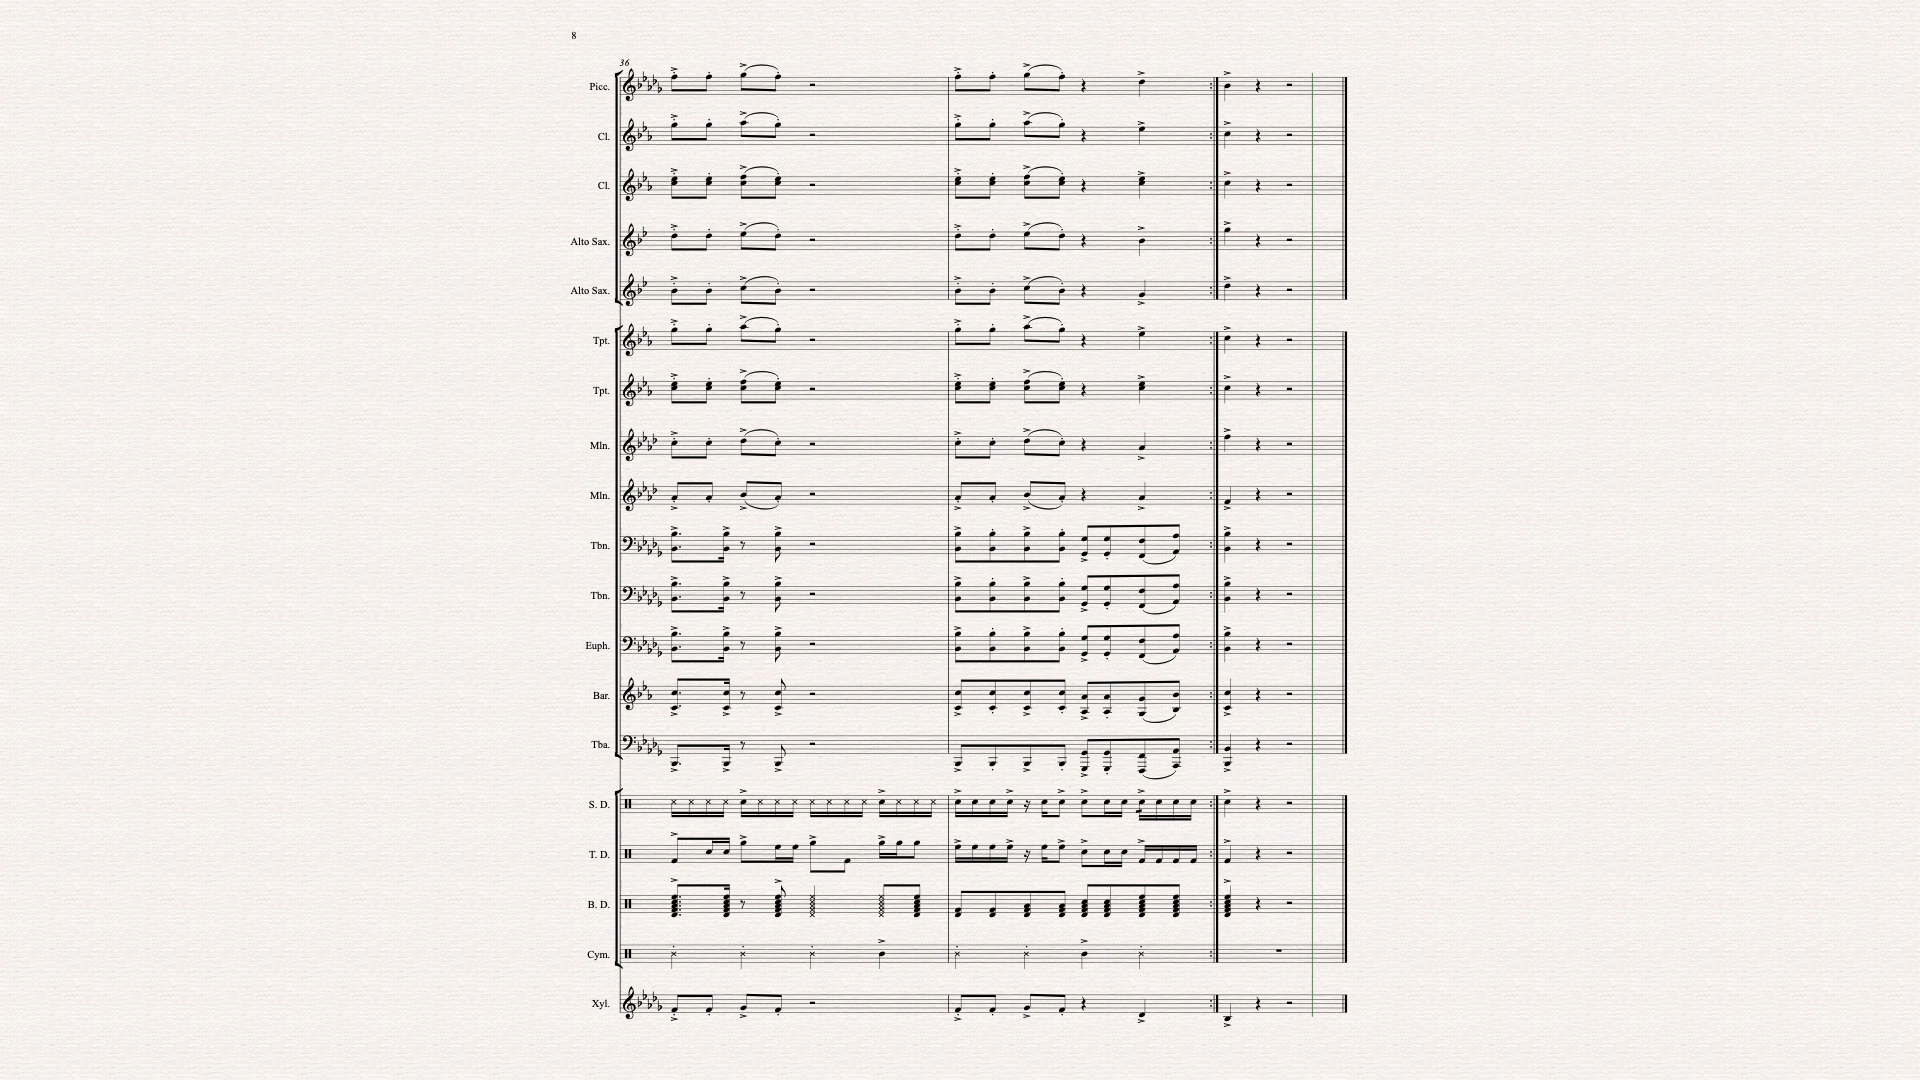 8
36
Picc.
Cl.
Cl.
Alto Sax.
Alto Sax.
Tpt.
Tpt.
Mln.
Mln.
Tbn.
Tbn.
Euph.
Bar.
Tba.
S. D.
T. D.
B. D.
Cym.
Xyl.